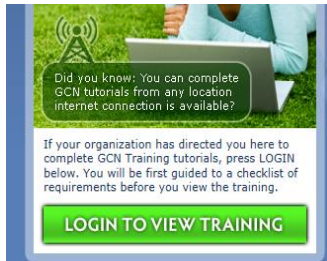 Did you know: You can complete
GCN tutorials from any location
internet connection is available?
If your organization has directed you here to
complete GCN Training tutorials, press LOGIN
below. You will be first guided to a checklist of
requirements before you view the training.
LOGIN TO VIEW TRAINING